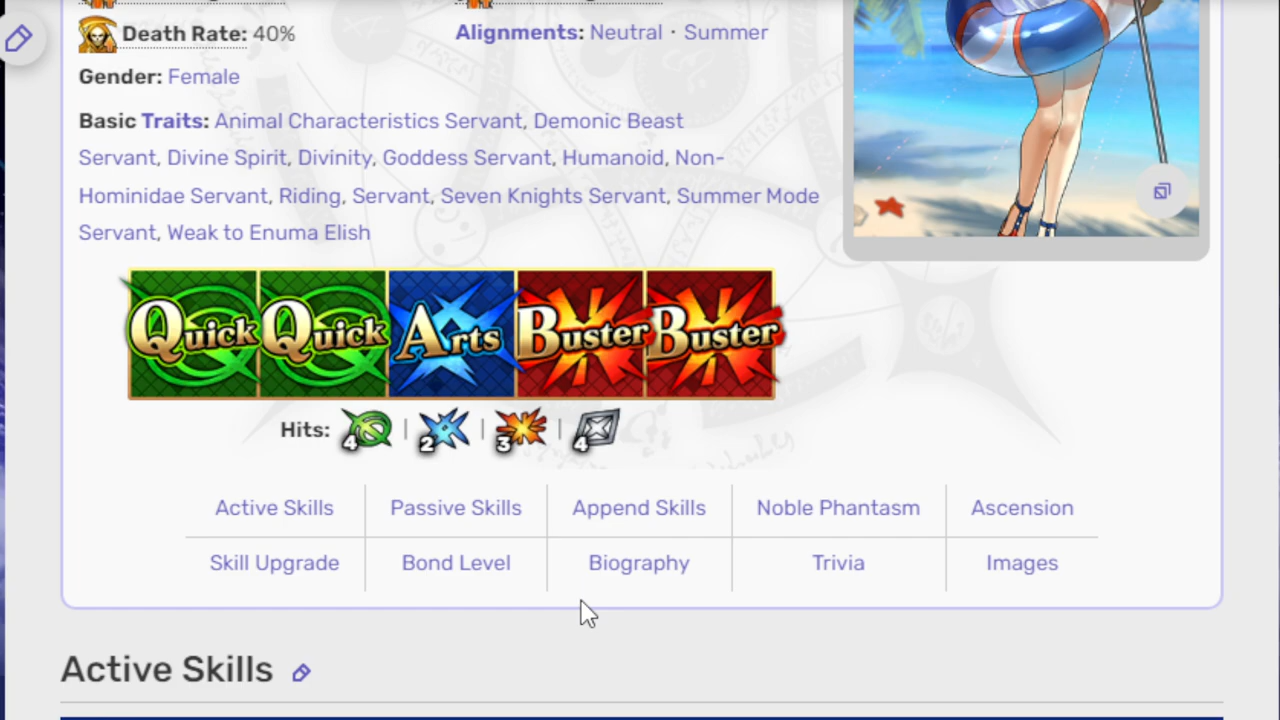 Death Rate: 40%
Alignments: Neutral · Summer
Gender: Female
Basic Traits: Animal Characteristics Servant, Demonic Beast
Servant, Divine Spirit, Divinity, Goddess Servant, Humanoid, Non-
Hominidae Servant, Riding, Servant, Seven Knights Servant, Summer Mode
Servant, Weak to Enuma Elish
Quick Quick Arts Buster Buster
Hits: 4 | 2 | 3 | 4
Active Skills Passive Skills Append Skills Noble Phantasm Ascension
Skill Upgrade Bond Level Biography Trivia Images
Active Skills